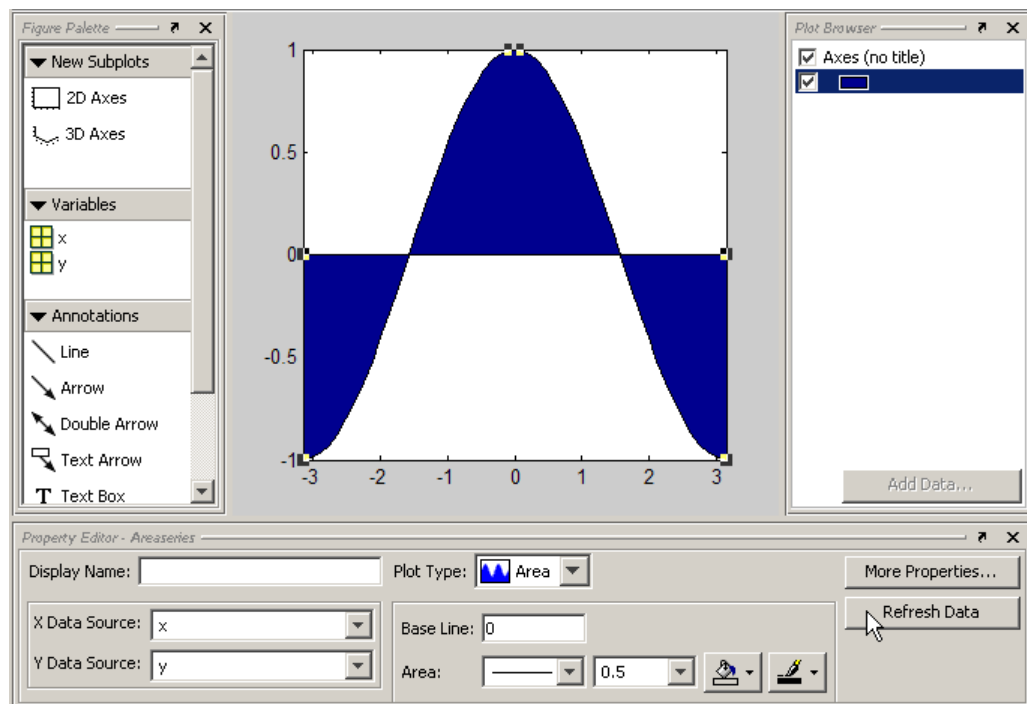 Figure Palette
New Subplots
2D Axes
3D Axes
Variables
x
y
Annotations
Line
Arrow
Double Arrow
Text Arrow
T Text Box
1
0.5
0
-0.5
-1
-3 -2 -1 0 1 2 3
Plot Browser
Axes (no title)
Add Data...
Property Editor - Areaseries
Display Name:
Plot Type: Area
More Properties...
X Data Source: x
Base Line: 0
Refresh Data
Y Data Source: y
Area: 0.5